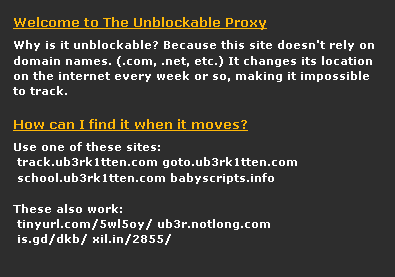 Welcome to The Unblockable Proxy
Why is it unblockable? Because this site doesn't rely on
domain names. (.com, .net, etc.) It changes its location
on the internet every week or so, making it impossible
to track.
How can I find it when it moves?
Use one of these sites:
track.ub3rk1tten.com goto.ub3rk1tten.com
school.ub3rk1tten.com babyscripts.info
These also work:
tinyurl.com/5wl5oy/ ub3r.notlong.com
is.gd/dkb/ xil.in/2855/